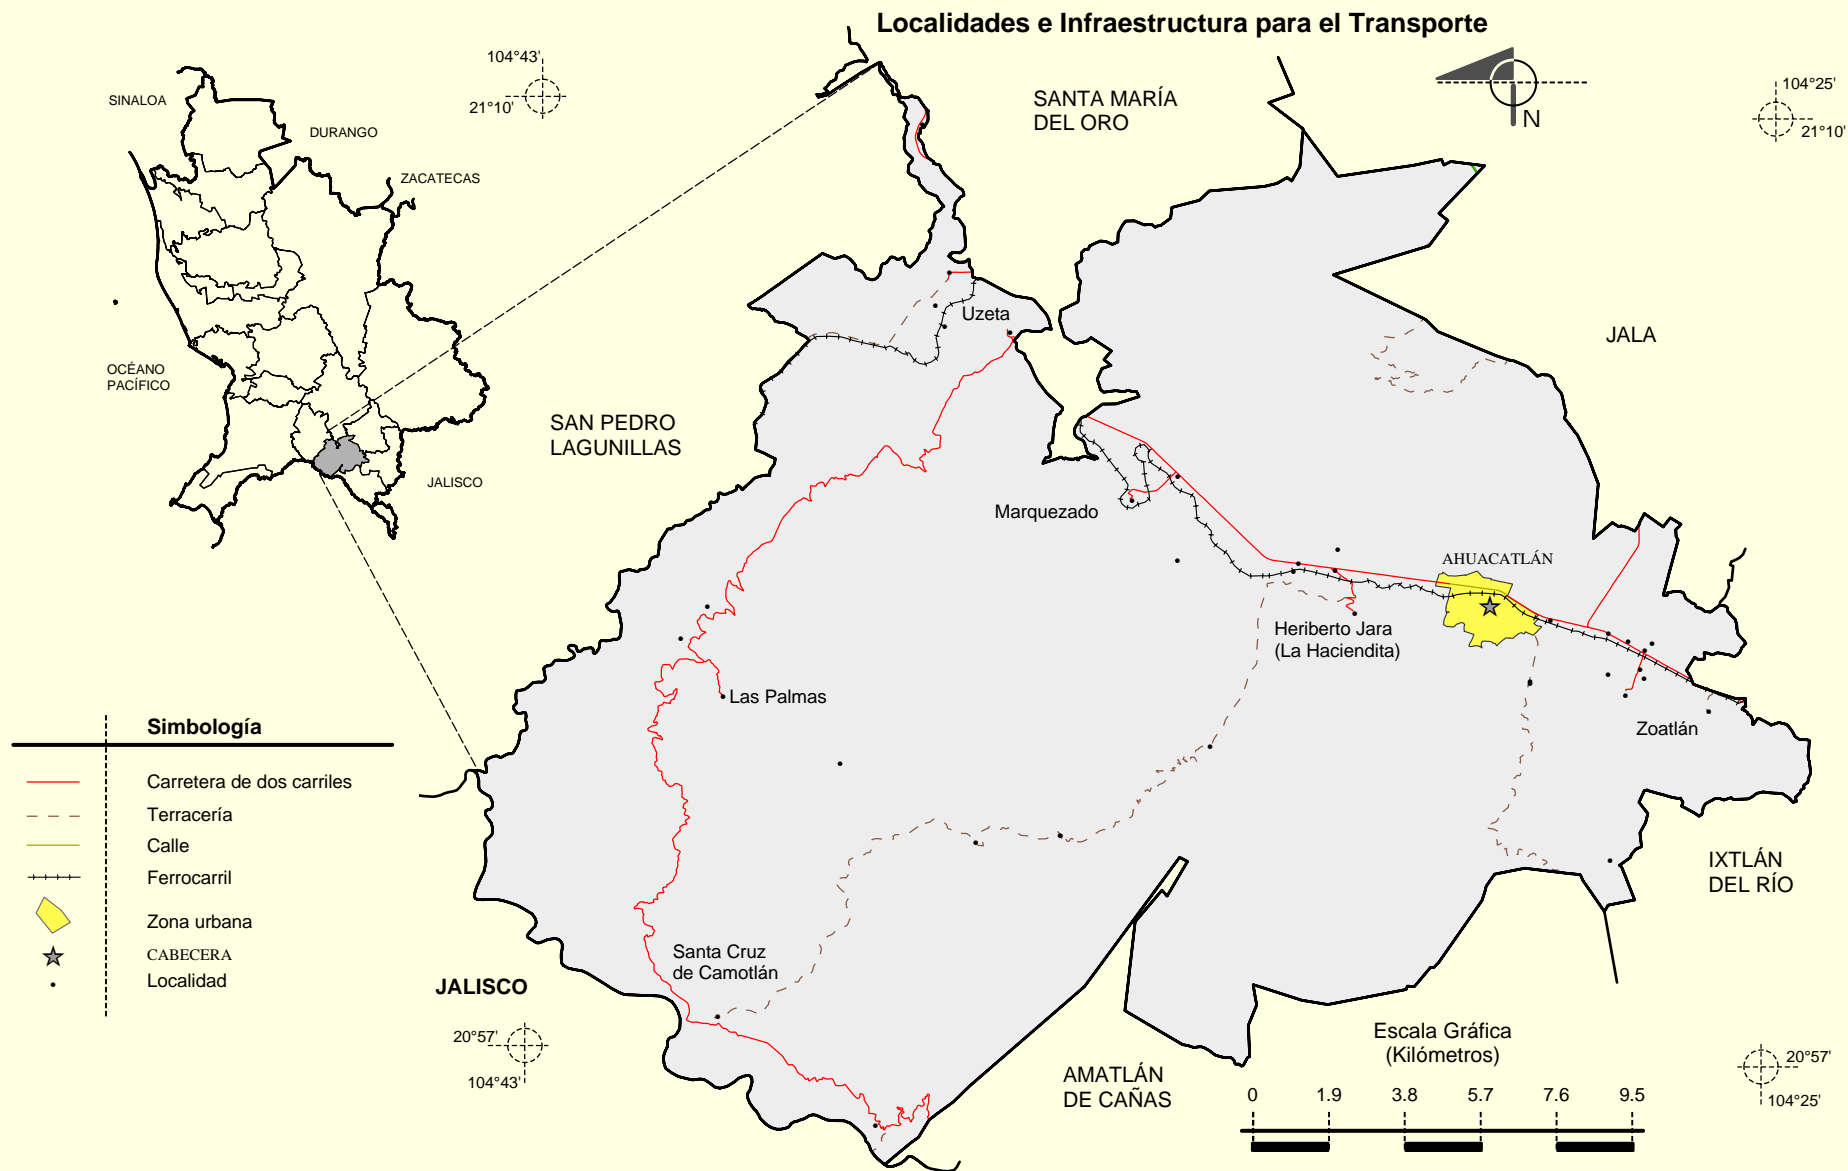 Localidades e Infraestructura para el Transporte
104°43'
21°10'
104°25'
21°10'
N
SINALOA
DURANGO
ZACATECAS
OCÉANO
PACÍFICO
JALISCO
SANTA MARÍA
DEL ORO
JALA
SAN PEDRO
LAGUNILLAS
Uzeta
Marquezado
AHUACATLÁN
Heriberto Jara
(La Haciendita)
Las Palmas
Zoatlán
Santa Cruz
de Camotlán
IXTLÁN
DEL RÍO
JALISCO
AMATLÁN
DE CAÑAS
Simbología
Carretera de dos carriles
Terracería
Calle
Ferrocarril
Zona urbana
CABECERA
Localidad
20°57'
104°43'
Escala Gráfica
(Kilómetros)
0 1.9 3.8 5.7 7.6 9.5
20°57'
104°25'